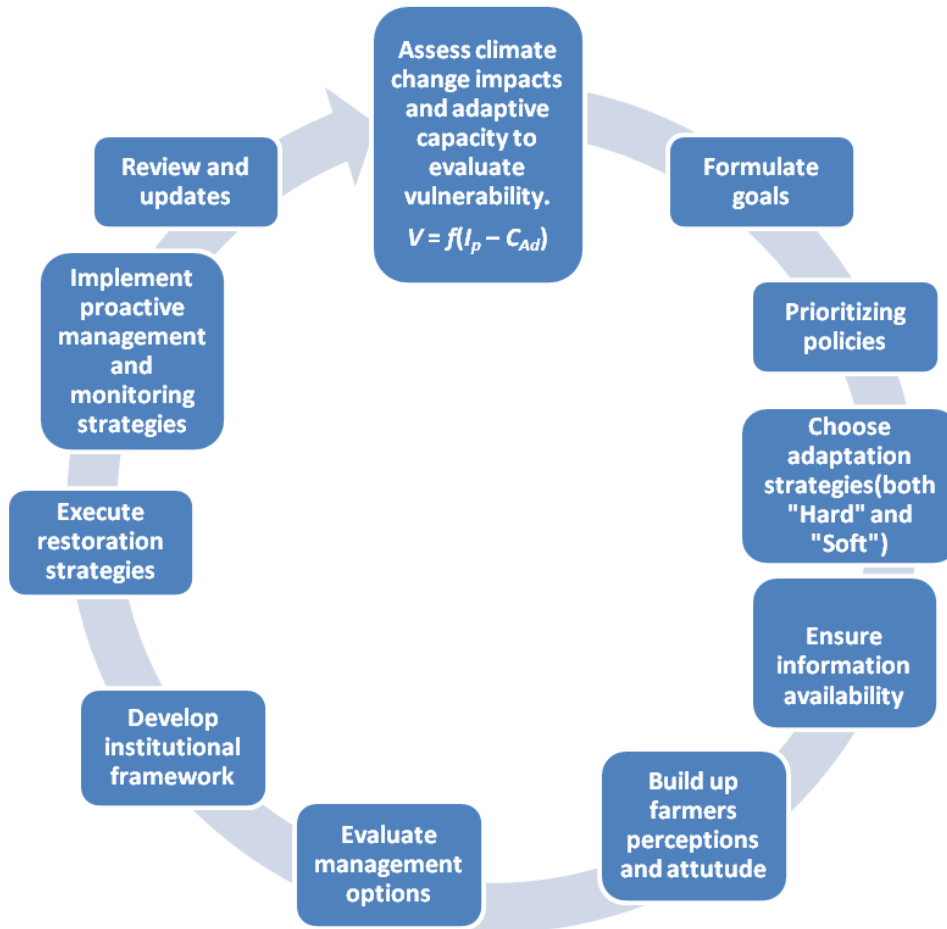 Assess climate
change impacts
and adaptive
capacity to
evaluate
vulnerability.
V = f(Ip – CAd)
Formulate
goals
Prioritizing
policies
Choose
adaptation
strategies(both
"Hard" and
"Soft")
Ensure
information
availability
Build up
farmers
perceptions
and attutude
Evaluate
management
options
Develop
institutional
framework
Execute
restoration
strategies
Implement
proactive
management
and
monitoring
strategies
Review and
updates